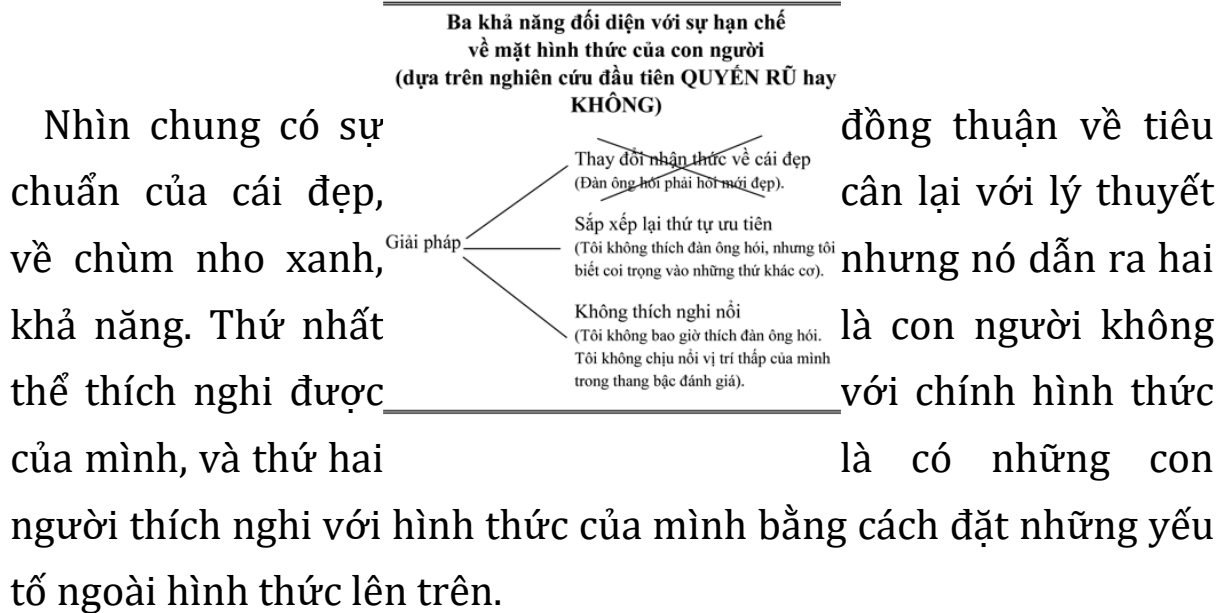 Ba khả năng đối diện với sự hạn chế
về mặt hình thức của con người
(dựa trên nghiên cứu đầu tiên QUYẾN RŨ hay
KHÔNG)
Thay đổi nhận thức về cái đẹp
(Đàn ông hói phải hói mới đẹp).
Sắp xếp lại thứ tự ưu tiên
Giải pháp
(Tôi không thích đàn ông hói, nhưng tôi
biết coi trọng vào những thứ khác cơ).
Không thích nghi nổi
(Tôi không bao giờ thích đàn ông hói.
Tôi không chịu nổi vị trí thấp của mình
trong thang bậc đánh giá).
Nhìn chung có sự đồng thuận về tiêu
chuẩn của cái đẹp, cân lại với lý thuyết
về chùm nho xanh, nhưng nó dẫn ra hai
khả năng. Thứ nhất là con người không
thể thích nghi được với chính hình thức
của mình, và thứ hai là có những con
người thích nghi với hình thức của mình bằng cách đặt những yếu
tố ngoài hình thức lên trên.